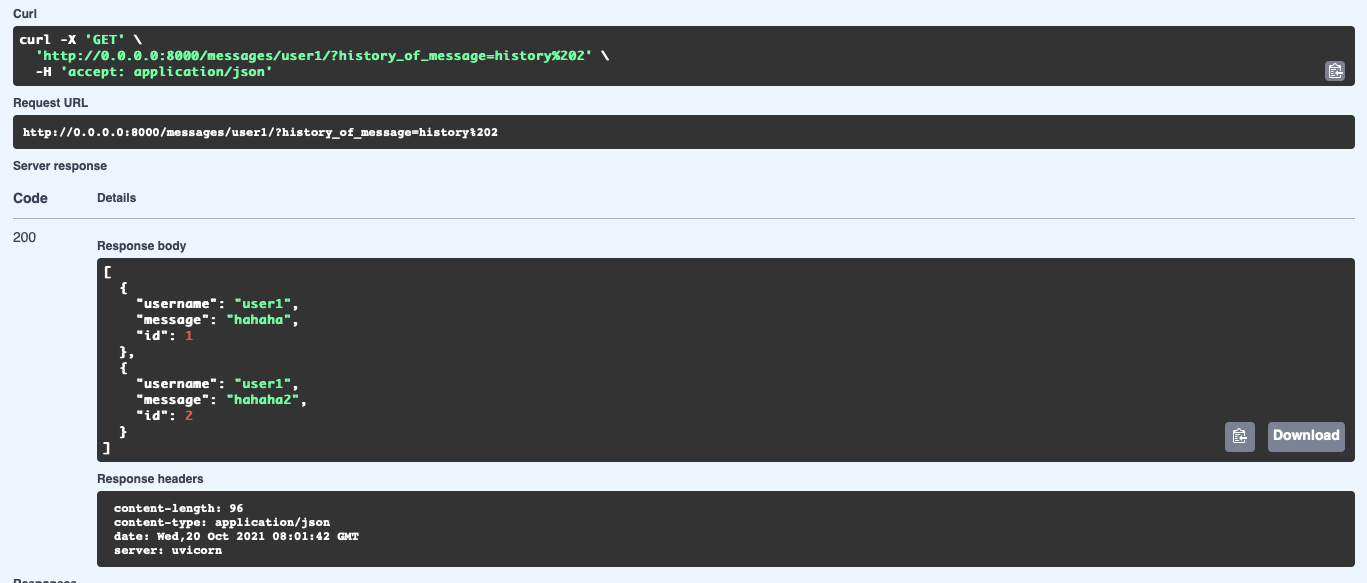 Curl
curl -X 'GET' \
  'http://0.0.0.0:8000/messages/user1/?history_of_message=history%202' \
  -H 'accept: application/json'
Request URL
http://0.0.0.0:8000/messages/user1/?history_of_message=history%202
Server response
Code Details
200
Response body
[
  {
    "username": "user1",
    "message": "hahaha",
    "id": 1
  },
  {
    "username": "user1",
    "message": "hahaha2",
    "id": 2
  }
]
Download
Response headers
content-length: 96
content-type: application/json
date: Wed,20 Oct 2021 08:01:42 GMT
server: uvicorn
Responses